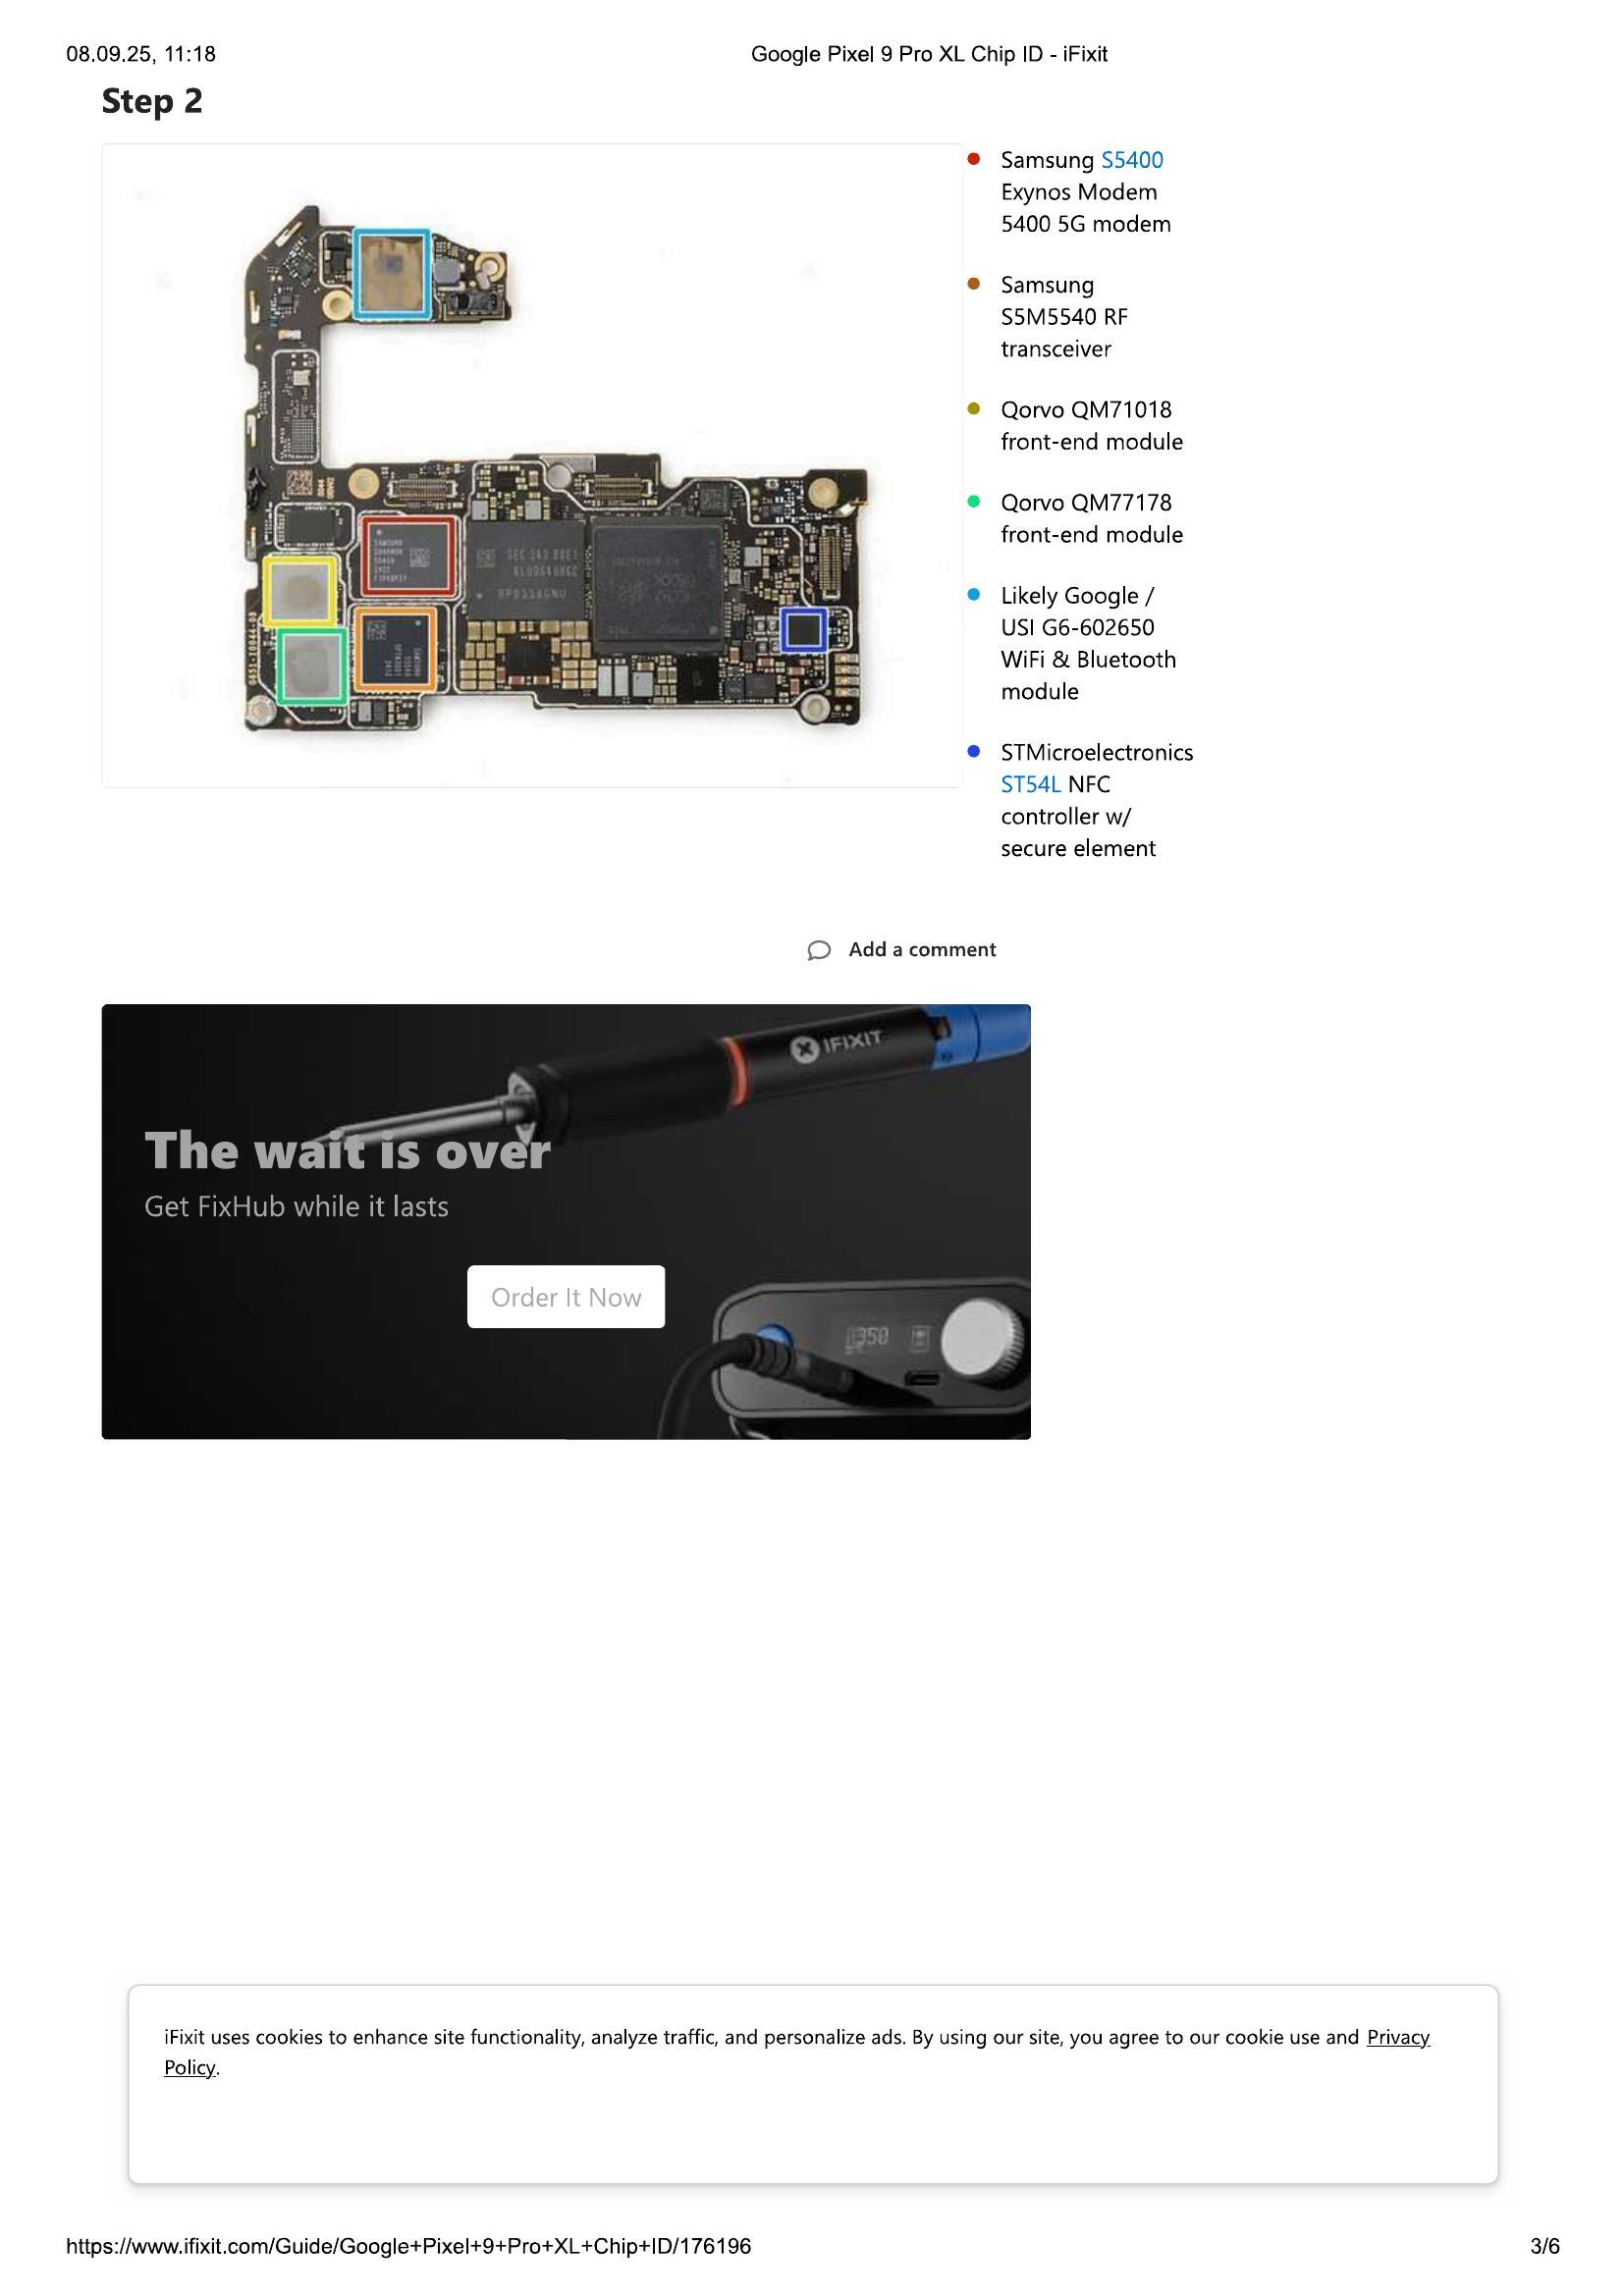 08.09.25, 11:18
Google Pixel 9 Pro XL Chip ID - iFixit
Step 2
Samsung S5400
Exynos Modem
5400 5G modem
Samsung
S5M5540 RF
transceiver
Qorvo QM71018
front-end module
Qorvo QM77178
front-end module
Likely Google /
USI G6-602650
WiFi & Bluetooth
module
STMicroelectronics
ST54L NFC
controller w/
secure element
Add a comment
IFIXIT
The wait is over
Get FixHub while it lasts
Order It Now
350
iFixit uses cookies to enhance site functionality, analyze traffic, and personalize ads. By using our site, you agree to our cookie use and Privacy
Policy.
https://www.ifixit.com/Guide/Google+Pixel+9+Pro+XL+Chip+ID/176196
3/6